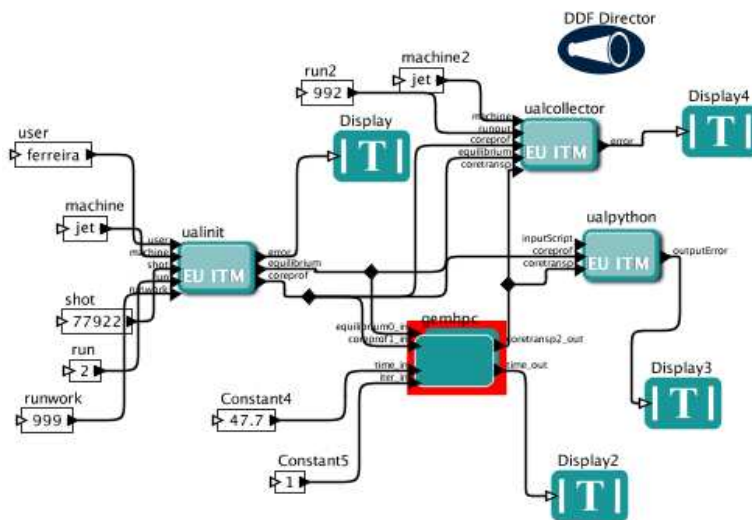 DDF Director
machine2
jet
run2
992
ualcollector
machine
runout
coreprof
equilibrium
coretransp
EU ITM
error
Display4
T
Display
T
user
ferreira
machine
jet
ualinit
user
machine
shot
run
runwork
EU ITM
error
equilibrium
coreprof
ualpython
inputScript
coreprof
coretransp
EU ITM
outputError
shot
77922
run
2
runwork
999
gemhpc
equilibrium0_in
coreprof1_in
time_in
iter_in
coretransp2_out
time_out
Constant4
47.7
Constant5
1
Display3
T
Display2
T